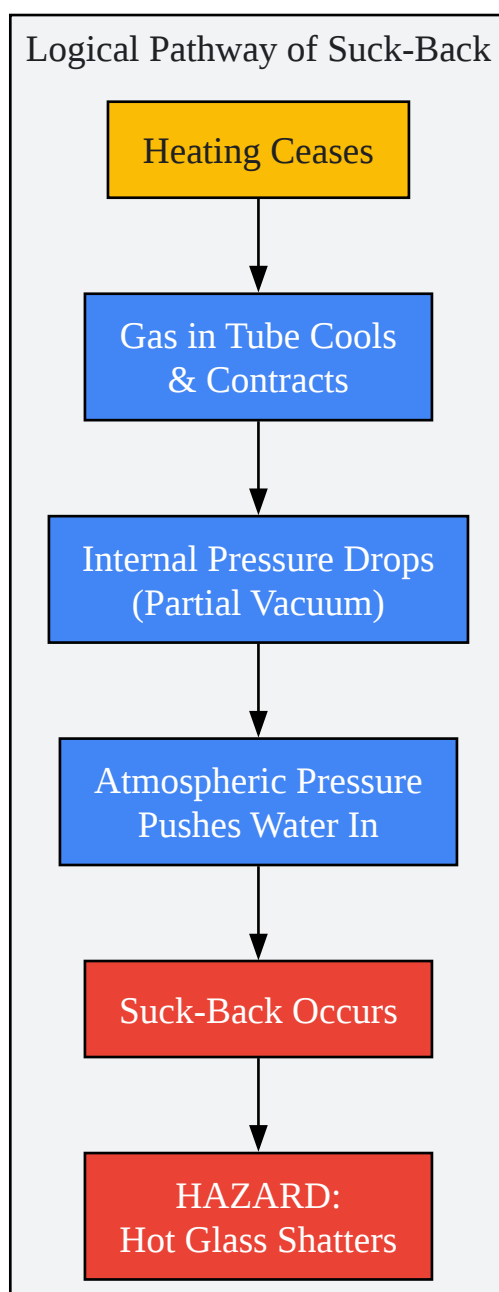 Logical Pathway of Suck-Back
Heating Ceases
Gas in Tube Cools
& Contracts
Internal Pressure Drops
(Partial Vacuum)
Atmospheric Pressure
Pushes Water In
Suck-Back Occurs
HAZARD:
Hot Glass Shatters